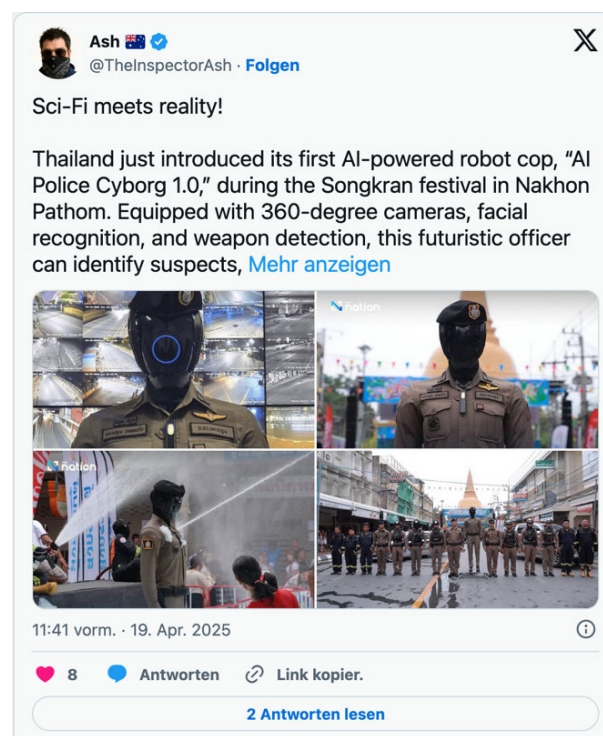 Ash 🇦🇺
@TheInspectorAsh · Folgen
X
Sci-Fi meets reality!
Thailand just introduced its first AI-powered robot cop, “AI
Police Cyborg 1.0,” during the Songkran festival in Nakhon
Pathom. Equipped with 360-degree cameras, facial
recognition, and weapon detection, this futuristic officer
can identify suspects, Mehr anzeigen
nation
nation
11:41 vorm. · 19. Apr. 2025
8 Antworten Link kopier.
2 Antworten lesen